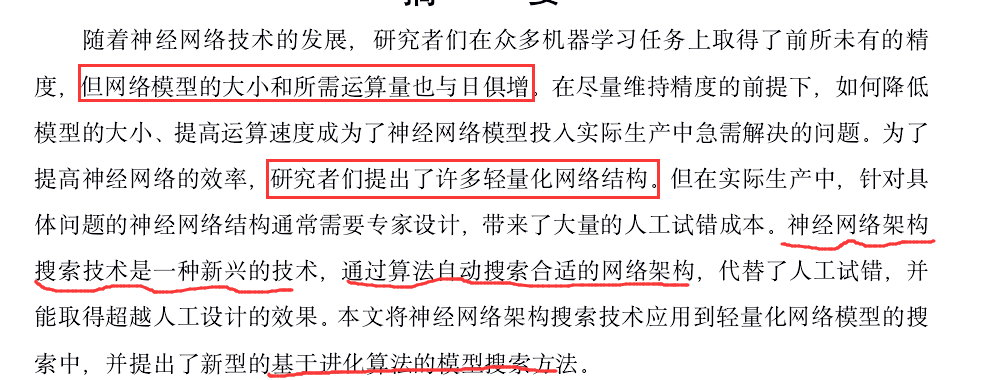 摘 要
随着神经网络技术的发展，研究者们在众多机器学习任务上取得了前所未有的精
度，但网络模型的大小和所需运算量也与日俱增。在尽量维持精度的前提下，如何降低
模型的大小、提高运算速度成为了神经网络模型投入实际生产中急需解决的问题。为了
提高神经网络的效率，研究者们提出了许多轻量化网络结构。但在实际生产中，针对具
体问题的神经网络结构通常需要专家设计，带来了大量的人工试错成本。神经网络架构
搜索技术是一种新兴的技术，通过算法自动搜索合适的网络架构，代替了人工试错，并
能取得超越人工设计的效果。本文将神经网络架构搜索技术应用到轻量化网络模型的搜
索中，并提出了新型的基于进化算法的模型搜索方法。